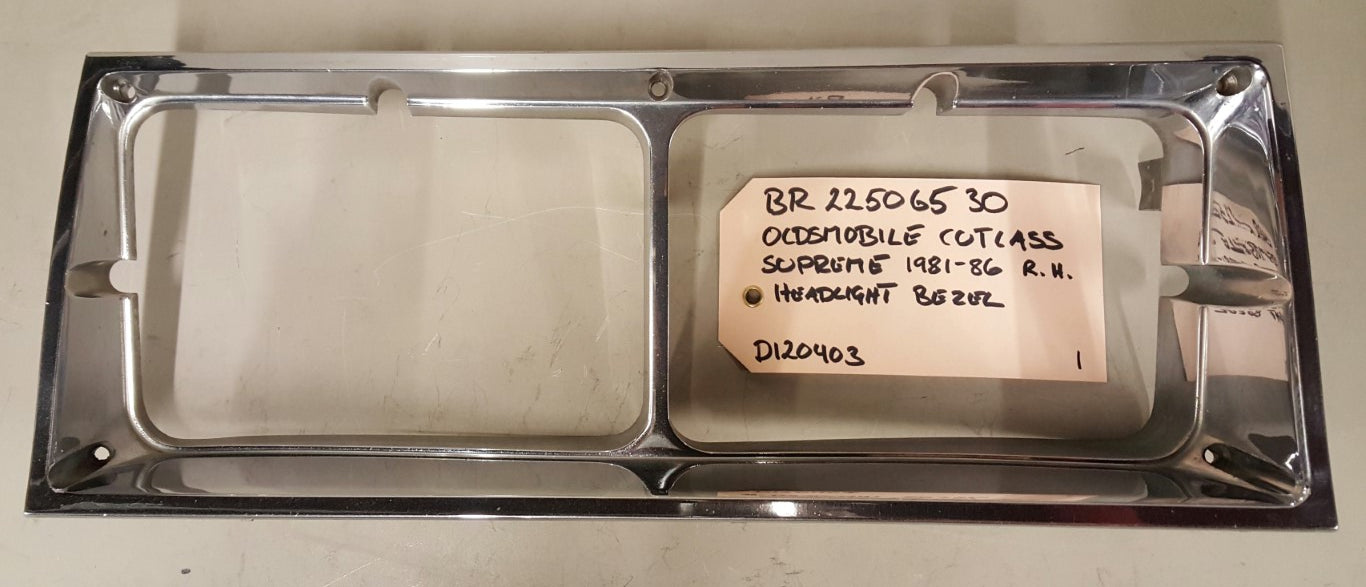 BR 22506530
OLDSMOBILE CUTLASS
SUPREME 1981-86 R.H.
HEADLIGHT BEZEL
D120403 1